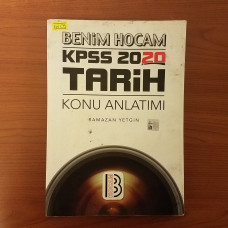 BENİM HOCAM
KPSS 2020
TARİH
KONU ANLATIMI
RAMAZAN YETGİN
B